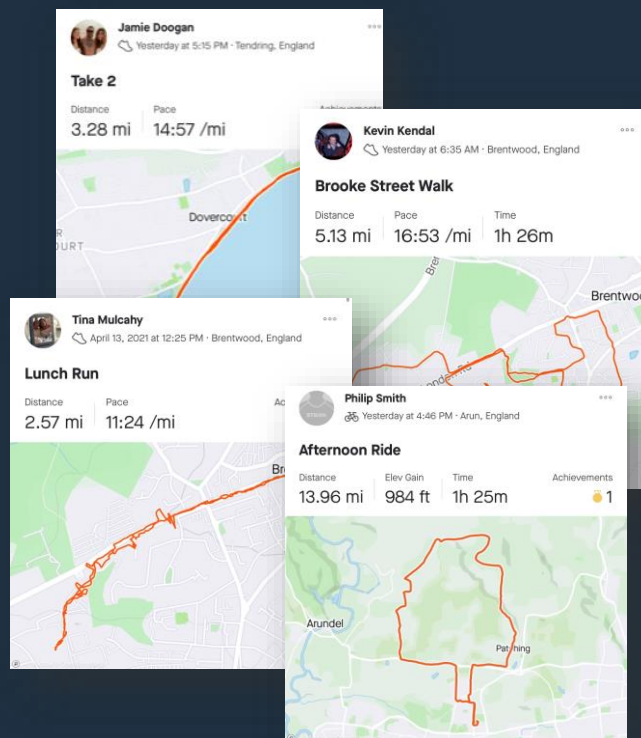 Jamie Doogan
Yesterday at 5:15 PM · Tendring, England
Take 2
Distance Pace Achievements
3.28 mi 14:57 /mi
Dovercourt
Kevin Kendal
Yesterday at 6:35 AM · Brentwood, England
Brooke Street Walk
Distance Pace Time
5.13 mi 16:53 /mi 1h 26m
Tina Mulcahy
April 13, 2021 at 12:25 PM · Brentwood, England
Lunch Run
Distance Pace
2.57 mi 11:24 /mi
Philip Smith
Yesterday at 4:46 PM · Arun, England
Afternoon Ride
Distance Elev Gain Time Achievements
13.96 mi 984 ft 1h 25m 1
Arundel
Patching